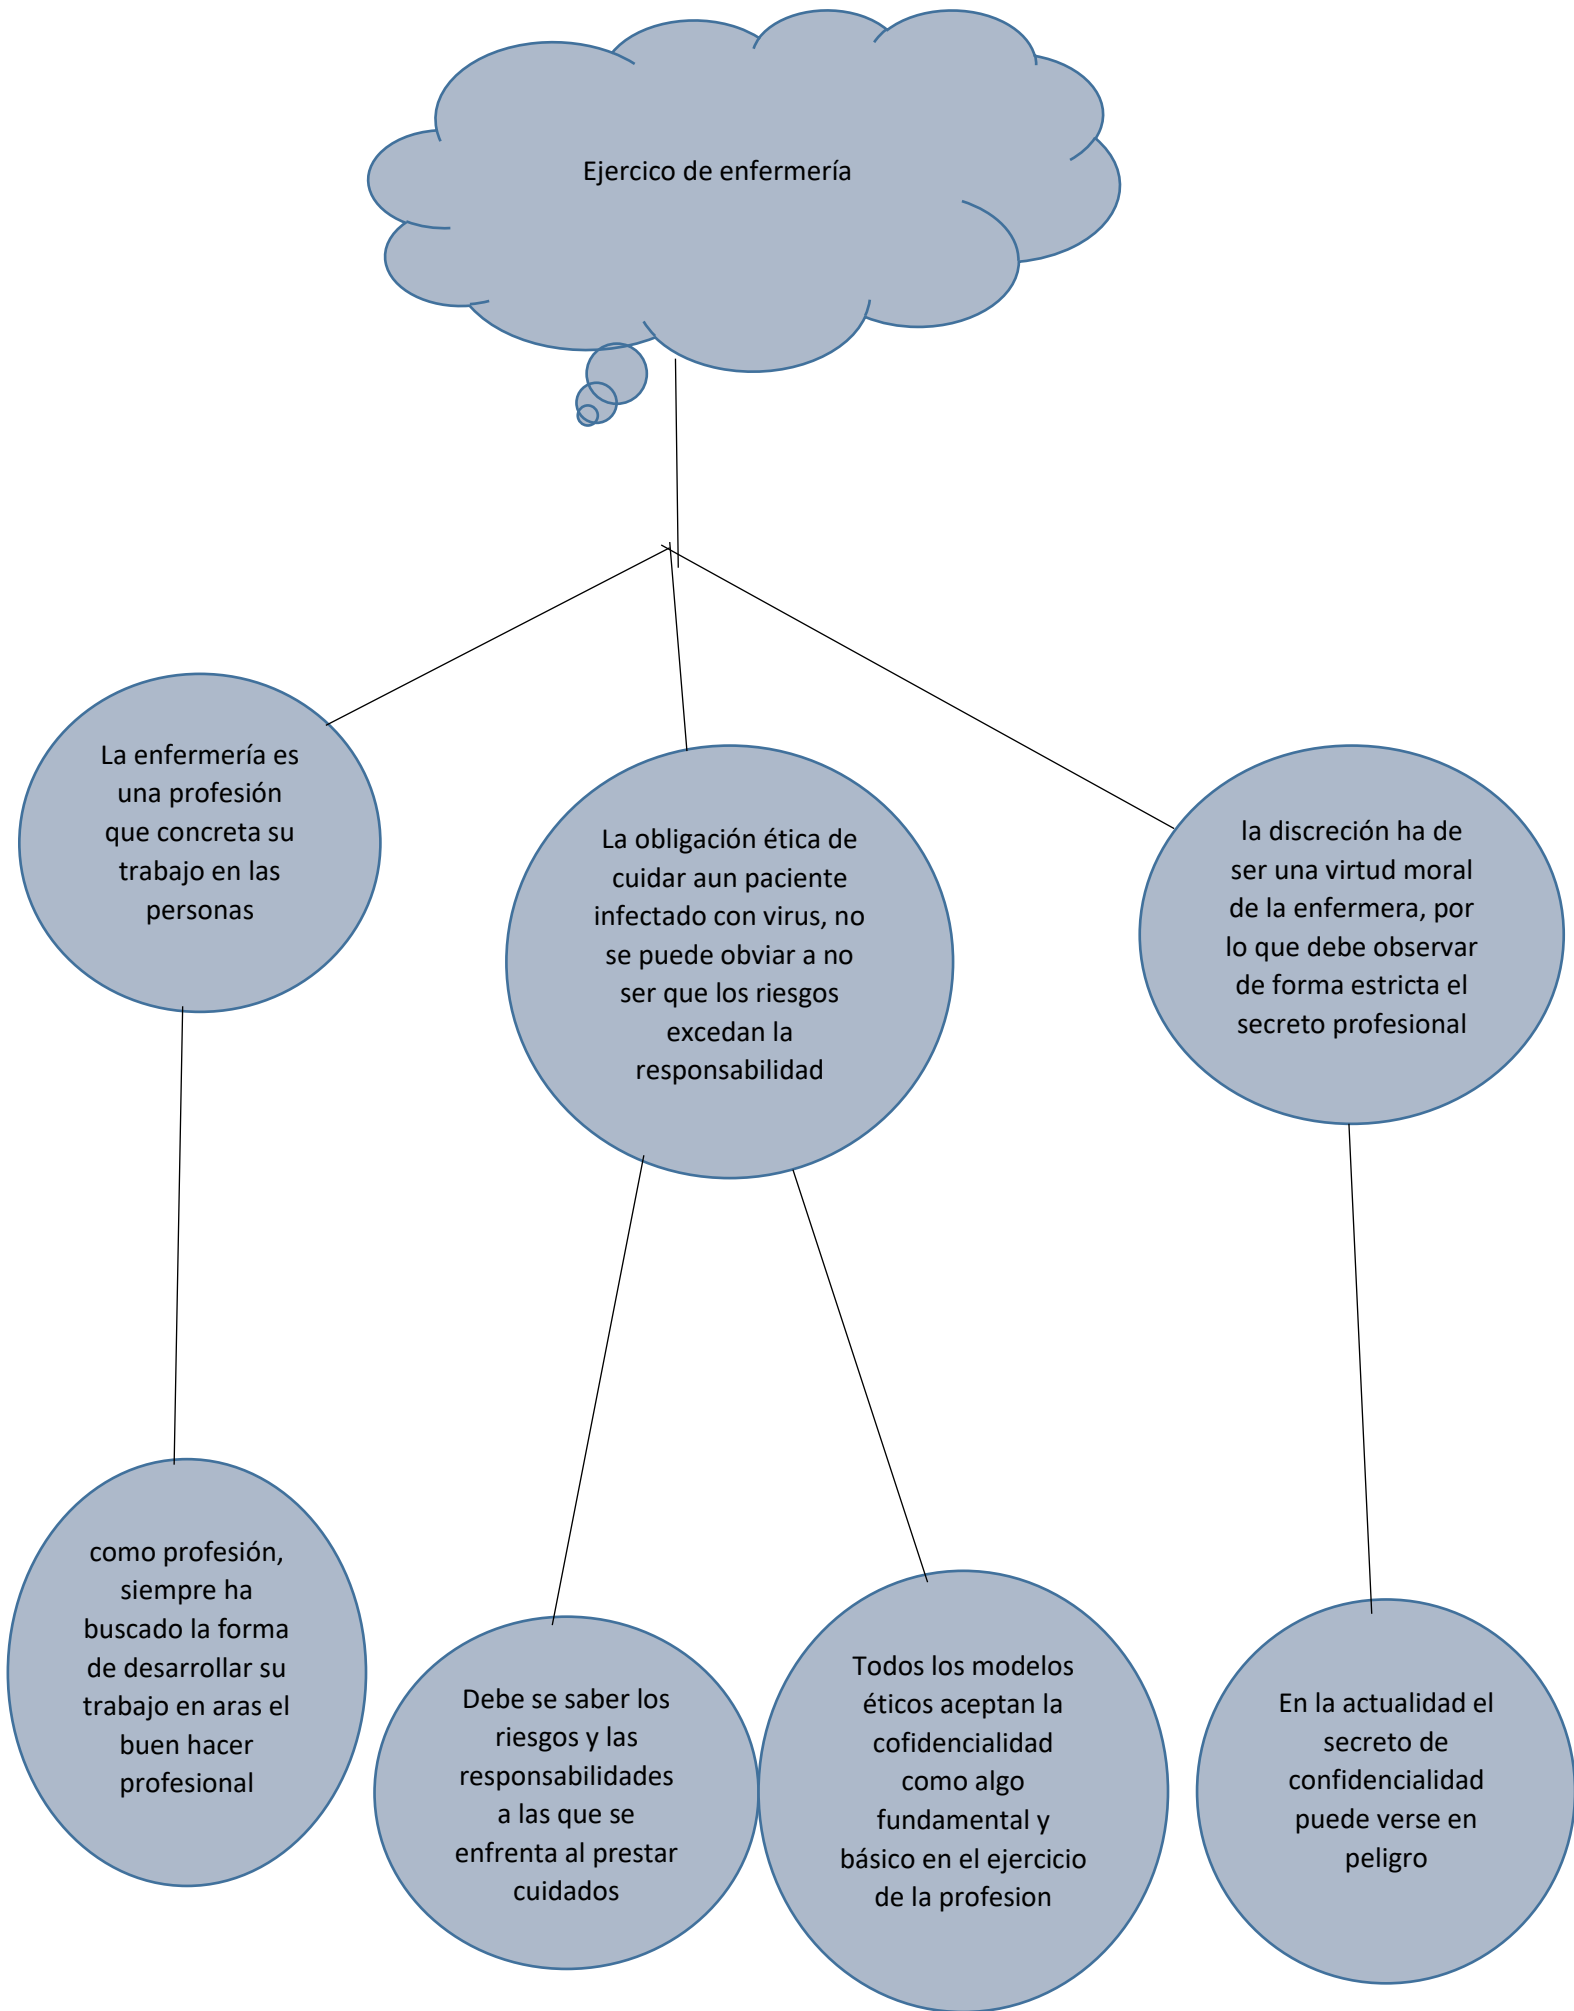 Ejercico de enfermería
La enfermería es
una profesión
que concreta su
trabajo en las
personas
La obligación ética de
cuidar aun paciente
infectado con virus, no
se puede obviar a no
ser que los riesgos
excedan la
responsabilidad
la discreción ha de
ser una virtud moral
de la enfermera, por
lo que debe observar
de forma estricta el
secreto profesional
como profesión,
siempre ha
buscado la forma
de desarrollar su
trabajo en aras el
buen hacer
profesional
Debe se saber los
riesgos y las
responsabilidades
a las que se
enfrenta al prestar
cuidados
Todos los modelos
éticos aceptan la
cofidencialidad
como algo
fundamental y
básico en el ejercicio
de la profesion
En la actualidad el
secreto de
confidencialidad
puede verse en
peligro